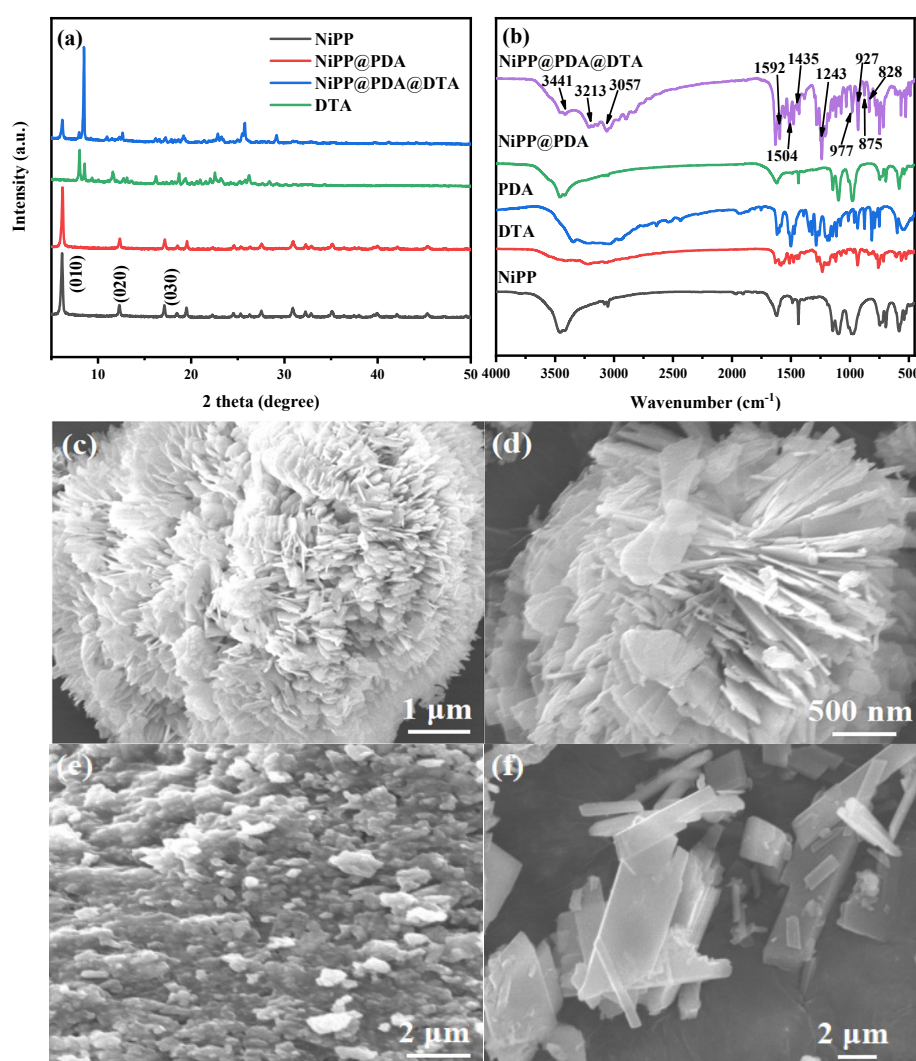 (a)
NiPP
NiPP@PDA
NiPP@PDA@DTA
DTA
(010)
(020)
(030)
Intensity (a.u.)
10 20 30 40 50
2 theta (degree)
(b)
NiPP@PDA@DTA
3441
3213
3057
1592
1435
1243
927
828
1504
977
875
NiPP@PDA
PDA
DTA
NiPP
4000 3500 3000 2500 2000 1500 1000 500
Wavenumber (cm-1)
(c)
1 μm
(d)
500 nm
(e)
2 μm
(f)
2 μm